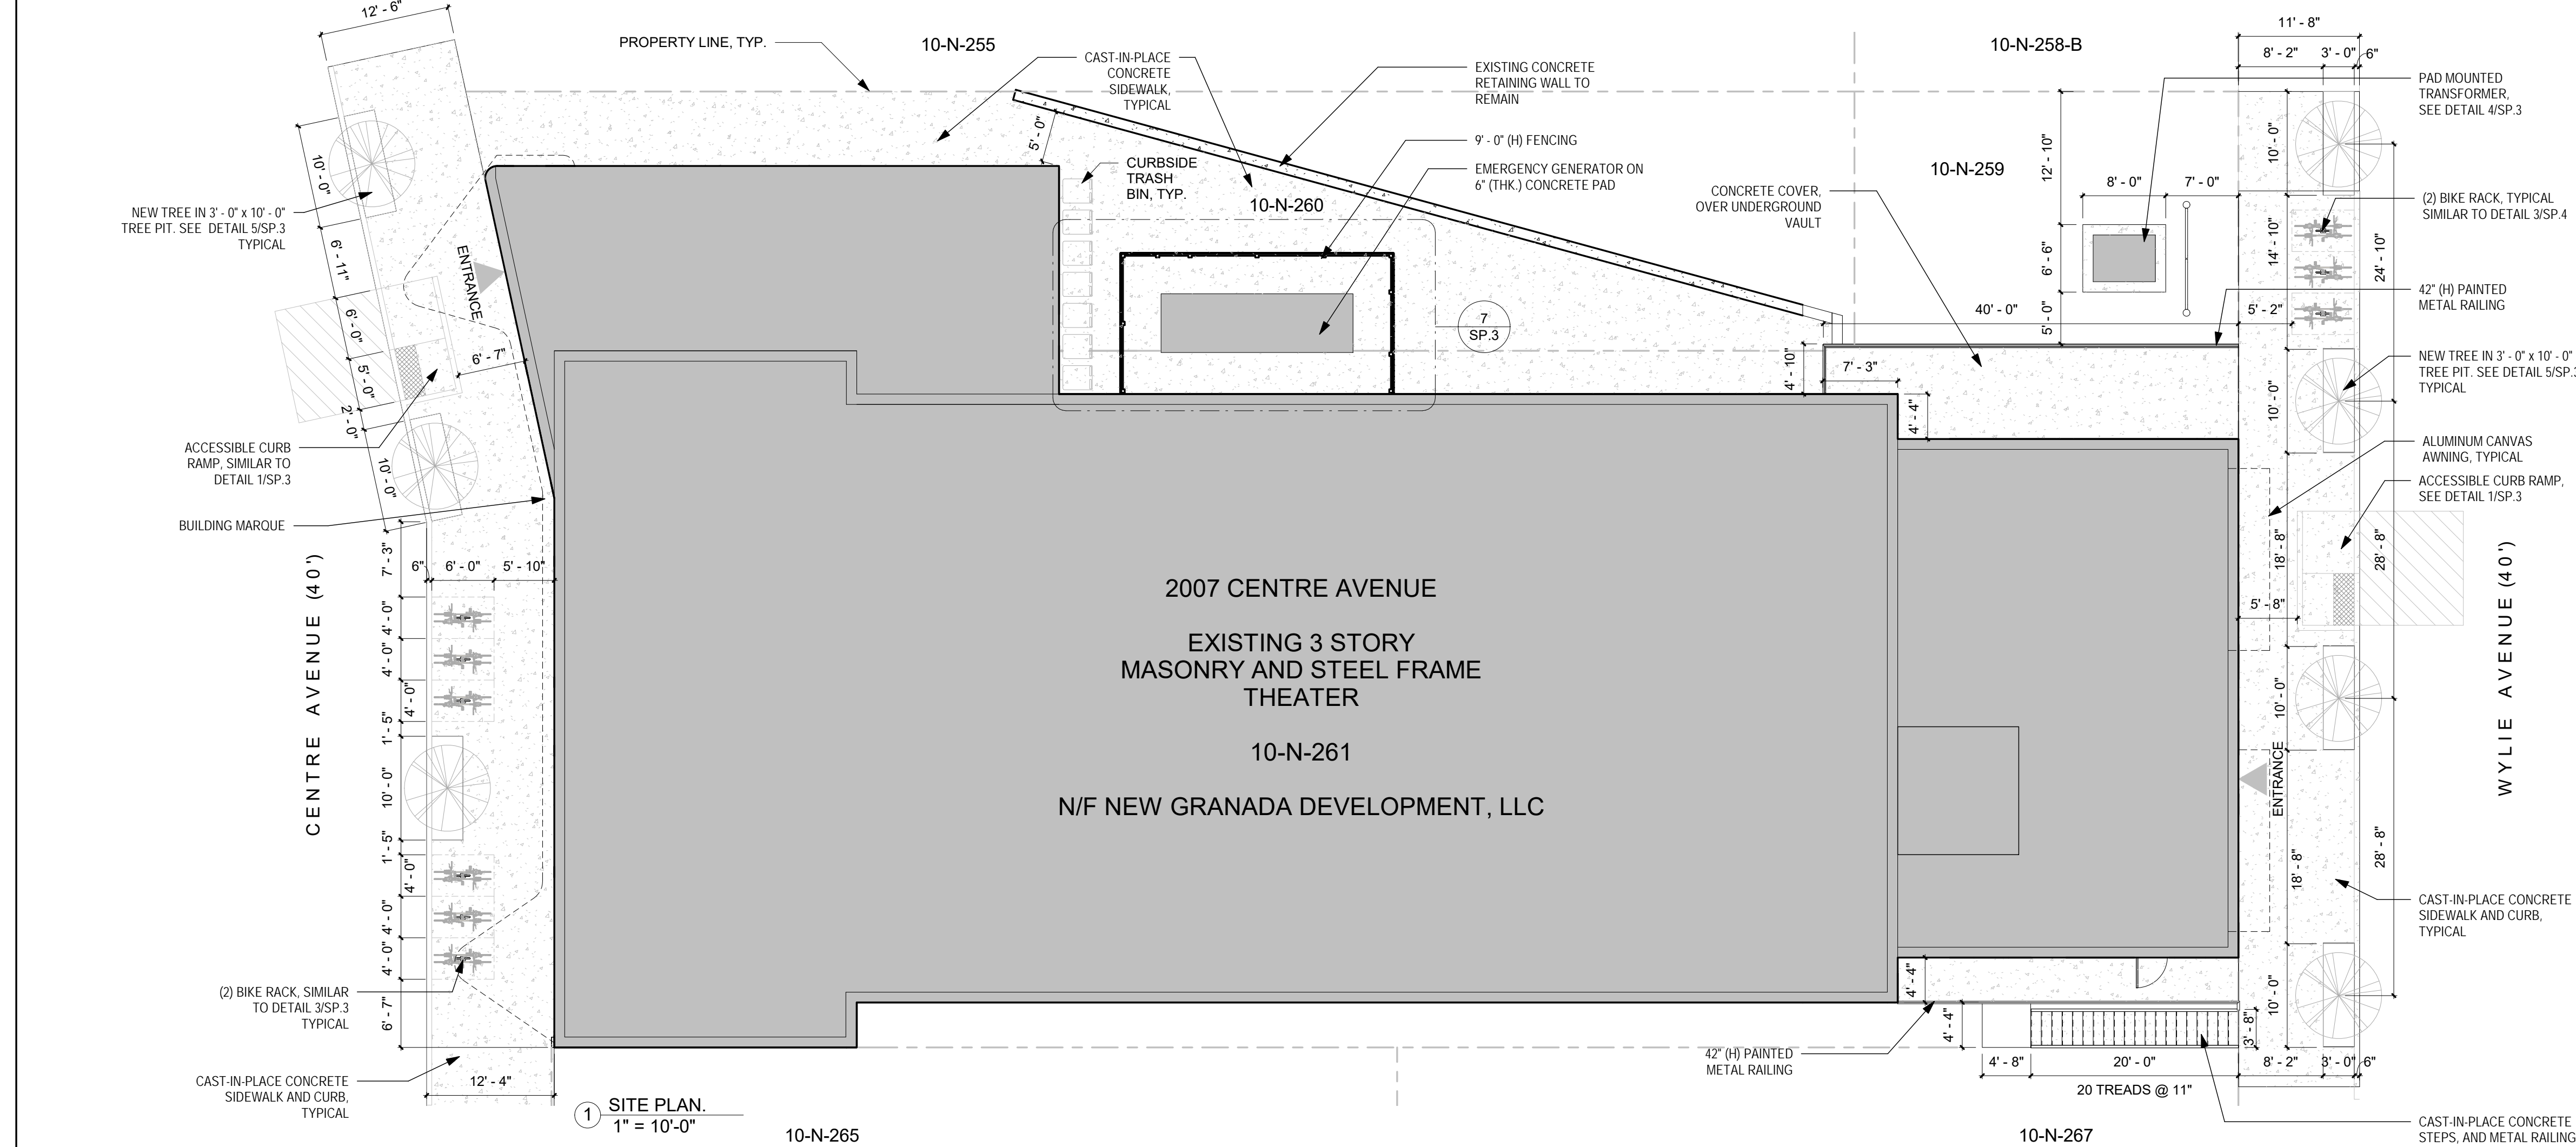 12' - 6"
PROPERTY LINE, TYP.
10-N-255
CAST-IN-PLACE
CONCRETE
SIDEWALK,
TYPICAL
EXISTING CONCRETE
RETAINING WALL TO
REMAIN
10-N-258-B
11' - 8"
8' - 2"
3' - 0"
6"
PAD MOUNTED
TRANSFORMER,
SEE DETAIL 4/SP.3
5' - 0"
9' - 0" (H) FENCING
EMERGENCY GENERATOR ON
6" (THK.) CONCRETE PAD
CURBSIDE
TRASH
BIN, TYP.
10-N-260
10-N-259
CONCRETE COVER,
OVER UNDERGROUND
VAULT
12' - 10"
8' - 0"
7' - 0"
6' - 6"
5' - 0"
10' - 0"
14' - 10"
24' - 10"
(2) BIKE RACK, TYPICAL
SIMILAR TO DETAIL 3/SP.4
42" (H) PAINTED
METAL RAILING
10' - 0"
NEW TREE IN 3' - 0" x 10' - 0"
TREE PIT. SEE DETAIL 5/SP.3
TYPICAL
6' - 11"
ENTRANCE
6' - 0"
6' - 7"
5' - 0"
2' - 0"
10' - 0"
ACCESSIBLE CURB
RAMP, SIMILAR TO
DETAIL 1/SP.3
BUILDING MARQUE
7
SP.3
40' - 0"
5' - 2"
4' - 10"
7' - 3"
4' - 4"
10' - 0"
NEW TREE IN 3' - 0" x 10' - 0"
TREE PIT. SEE DETAIL 5/SP.3
TYPICAL
ALUMINUM CANVAS
AWNING, TYPICAL
ACCESSIBLE CURB RAMP,
SEE DETAIL 1/SP.3
18' - 8"
28' - 8"
5' - 8"
CENTRE AVENUE (40')
7' - 3"
6"
6' - 0"
5' - 10"
4' - 0"
4' - 0"
4' - 0"
1' - 5"
10' - 0"
1' - 5"
4' - 0"
4' - 0"
4' - 0"
6' - 7"
2007 CENTRE AVENUE
EXISTING 3 STORY
MASONRY AND STEEL FRAME
THEATER
10-N-261
N/F NEW GRANADA DEVELOPMENT, LLC
WYLIE AVENUE (40')
10' - 0"
ENTRANCE
18' - 8"
28' - 8"
CAST-IN-PLACE CONCRETE
SIDEWALK AND CURB,
TYPICAL
(2) BIKE RACK, SIMILAR
TO DETAIL 3/SP.3
TYPICAL
CAST-IN-PLACE CONCRETE
SIDEWALK AND CURB,
TYPICAL
12' - 4"
4' - 4"
4' - 4"
10' - 0"
3' - 8"
42" (H) PAINTED
METAL RAILING
4' - 8"
20' - 0"
8' - 2"
3' - 0"
6"
20 TREADS @ 11"
1
SITE PLAN.
1" = 10'-0"
10-N-265
10-N-267
CAST-IN-PLACE CONCRETE
STEPS, AND METAL RAILING